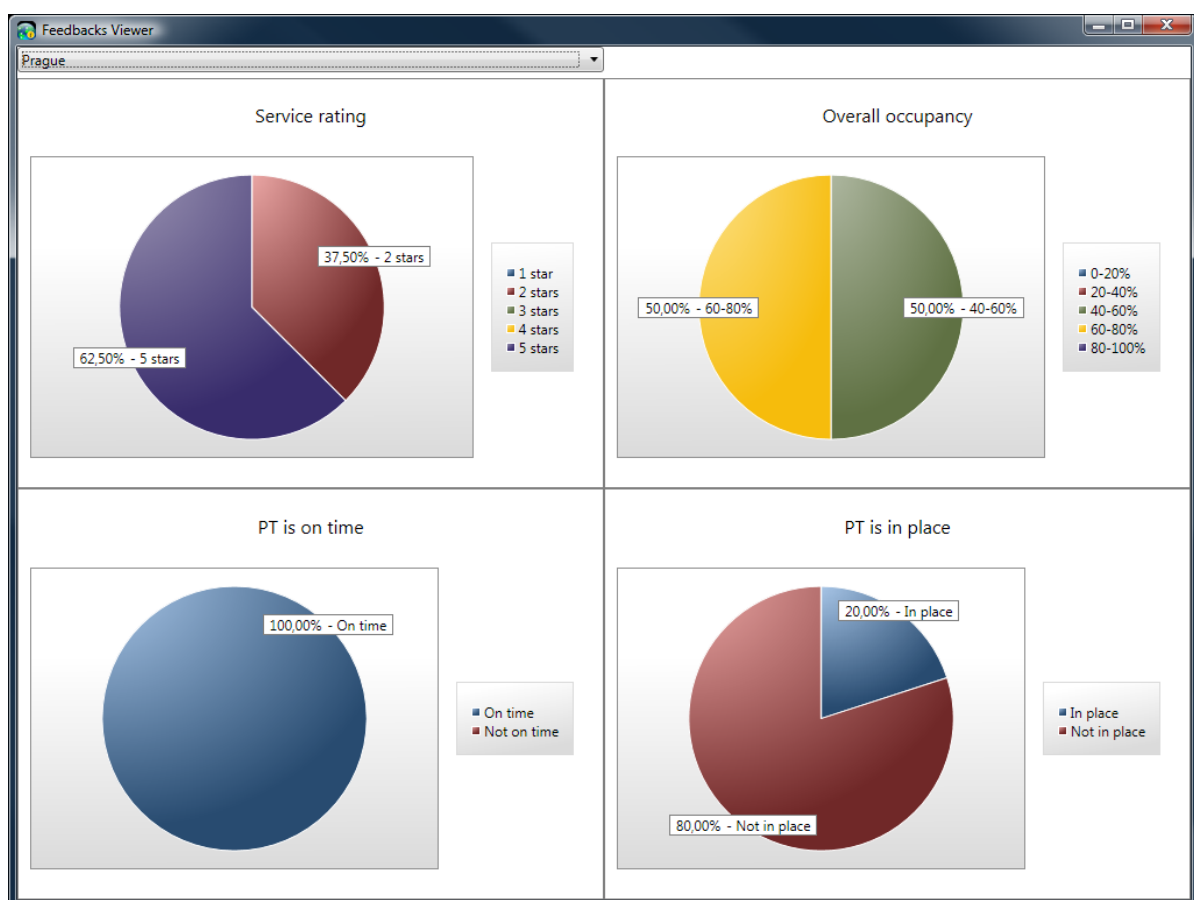 Feedbacks Viewer
Prague
Service rating
37,50% - 2 stars
62,50% - 5 stars
1 star
2 stars
3 stars
4 stars
5 stars
Overall occupancy
50,00% - 60-80%
50,00% - 40-60%
0-20%
20-40%
40-60%
60-80%
80-100%
PT is on time
100,00% - On time
On time
Not on time
PT is in place
20,00% - In place
80,00% - Not in place
In place
Not in place